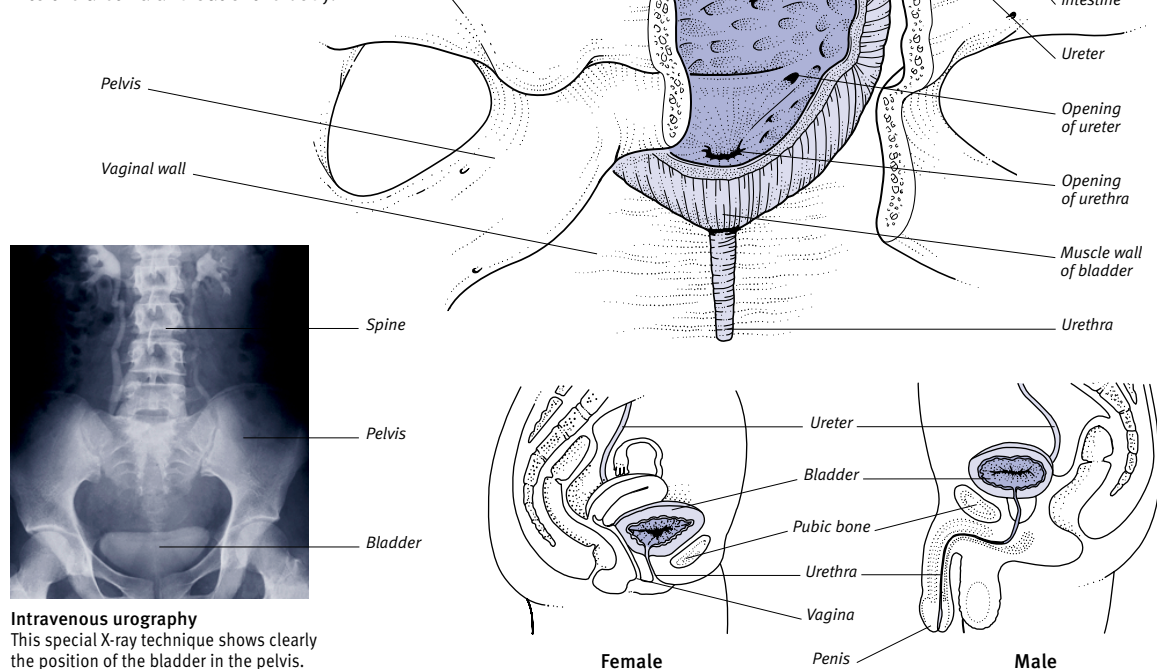 Intestine
Ureter
Pelvis
Opening
of ureter
Vaginal wall
Opening
of urethra
Muscle wall
of bladder
Spine
Urethra
Pelvis
Ureter
Bladder
Pubic bone
Bladder
Urethra
Vagina
Penis
Intravenous urography
This special X-ray technique shows clearly
the position of the bladder in the pelvis.
Female
Male